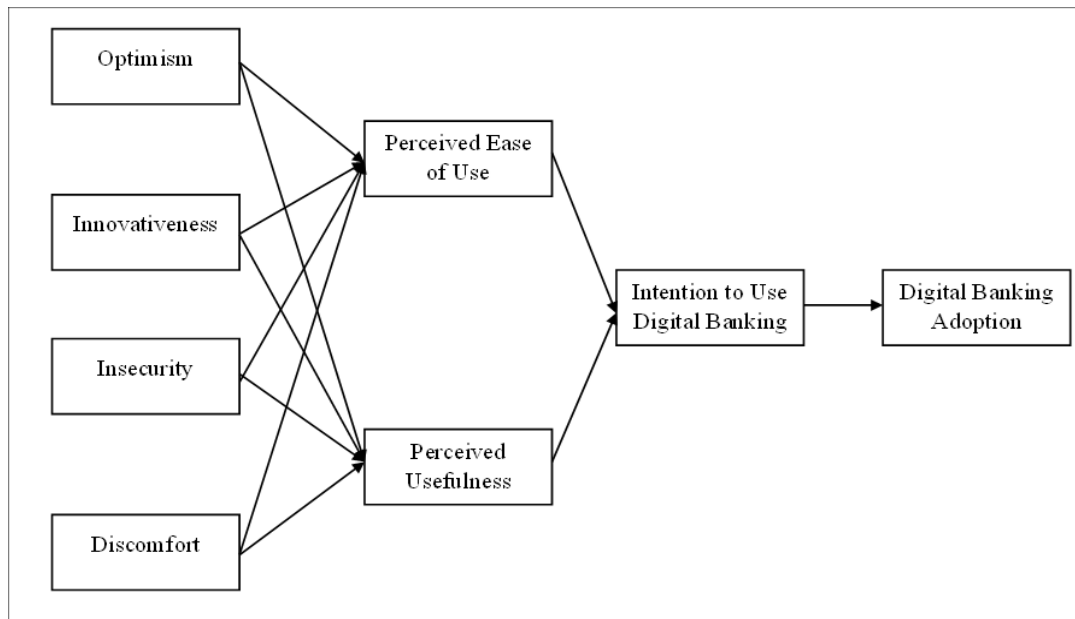 Optimism
Perceived Ease
of Use
Innovativeness
Intention to Use
Digital Banking
Digital Banking
Adoption
Insecurity
Perceived
Usefulness
Discomfort